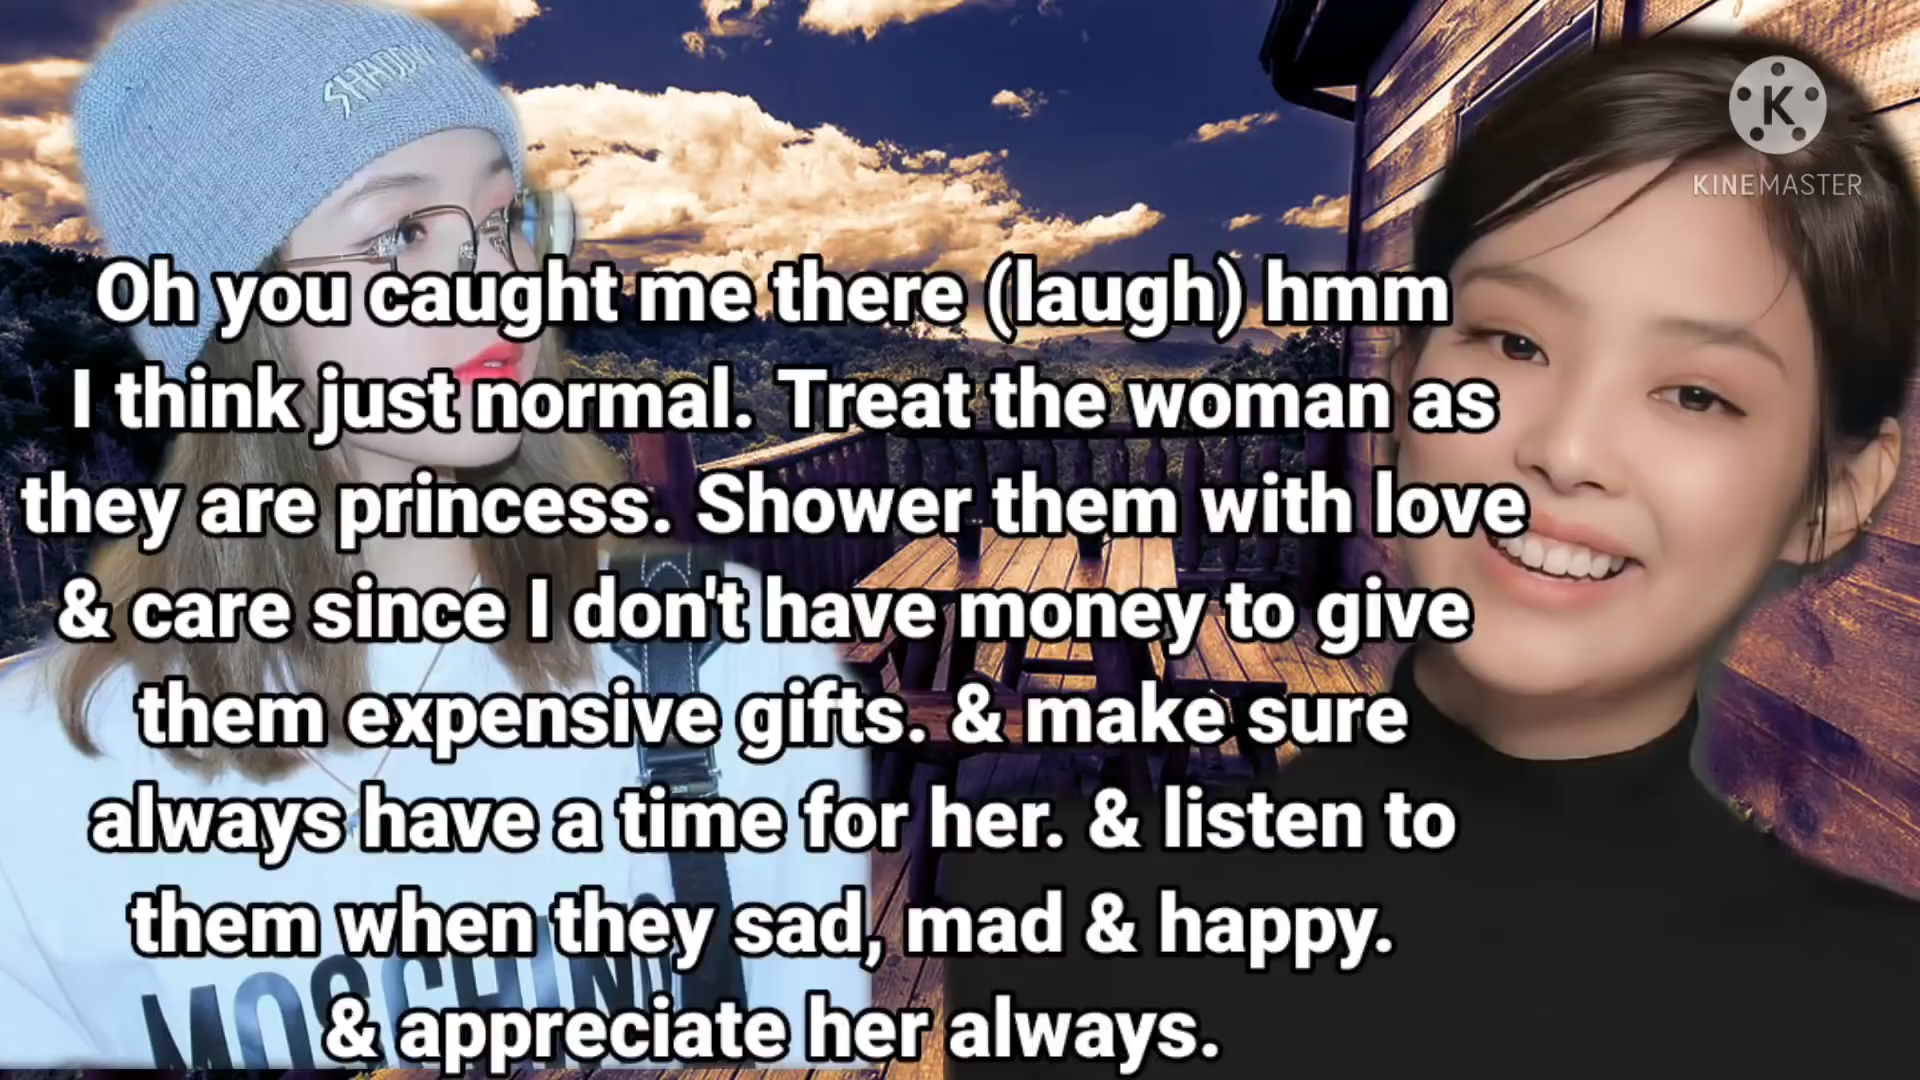 SHADOW
KINEMASTER
Oh you caught me there (laugh) hmm
I think just normal. Treat the woman as
they are princess. Shower them with love
& care since I don't have money to give
them expensive gifts. & make sure
always have a time for her. & listen to
them when they sad, mad & happy.
& appreciate her always.
MOSCHINO